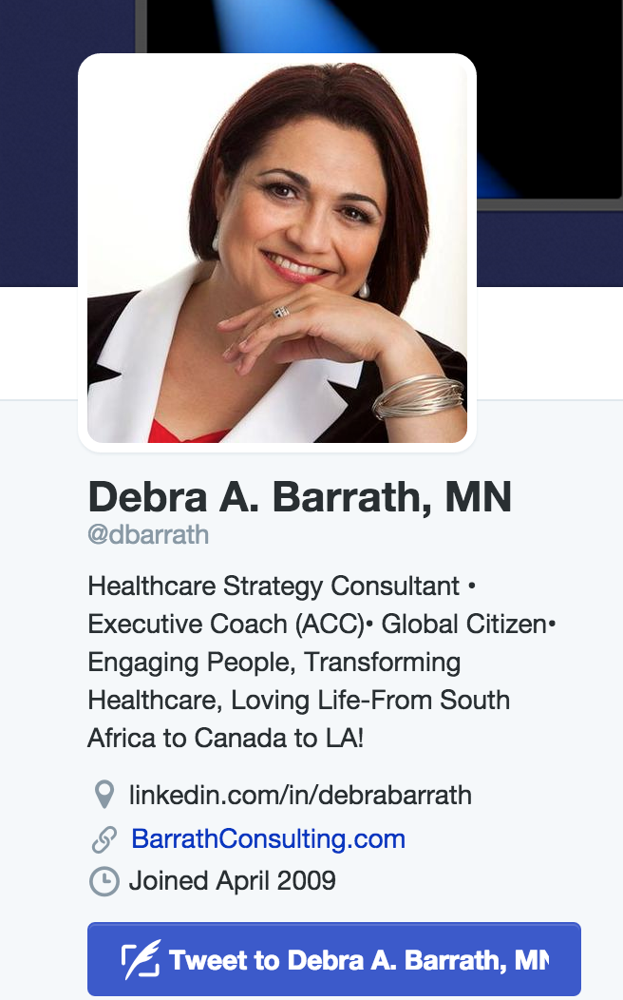 Debra A. Barrath, MN
@dbarrath
Healthcare Strategy Consultant •
Executive Coach (ACC)• Global Citizen•
Engaging People, Transforming
Healthcare, Loving Life-From South
Africa to Canada to LA!
linkedin.com/in/debrabarrath
BarrathConsulting.com
Joined April 2009
Tweet to Debra A. Barrath, MN